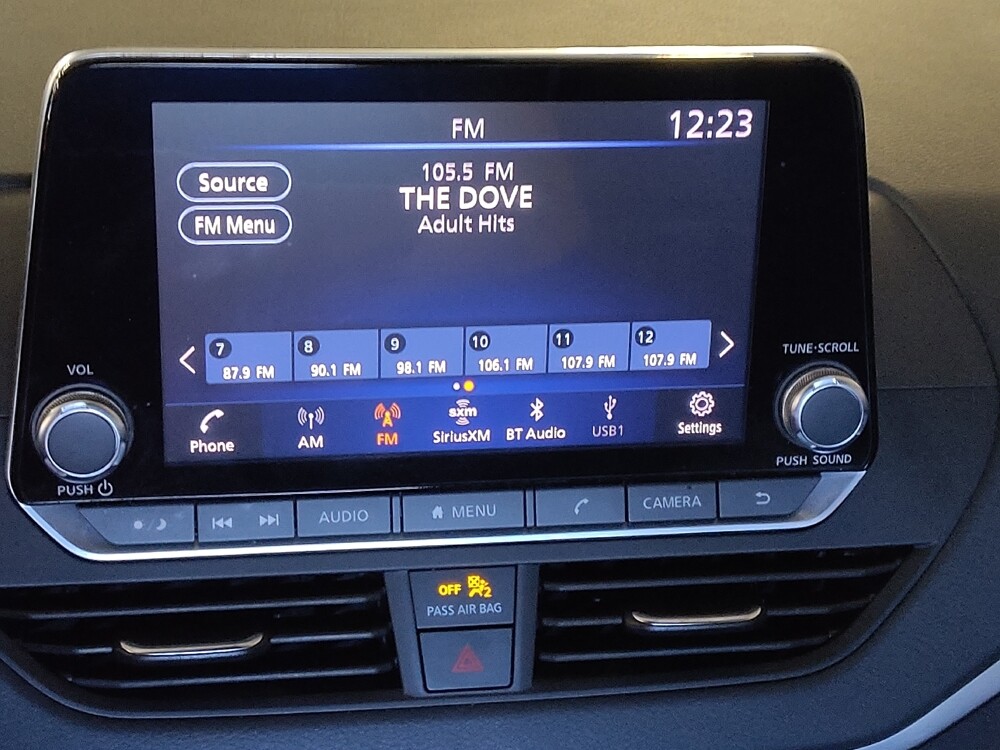 FM
12:23
Source
FM Menu
105.5 FM
THE DOVE
Adult Hits
7
87.9 FM
8
90.1 FM
9
98.1 FM
10
106.1 FM
11
107.9 FM
12
107.9 FM
Phone
AM
FM
sxm
SiriusXM
BT Audio
USB1
Settings
VOL
PUSH
TUNE·SCROLL
PUSH SOUND
AUDIO
MENU
CAMERA
OFF
2
PASS AIR BAG